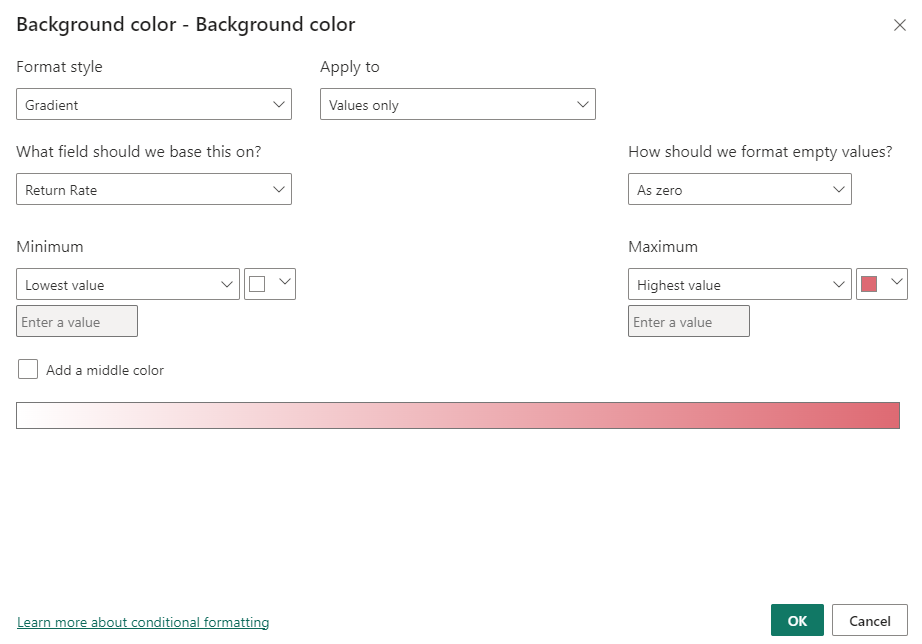 Background color - Background color
Format style
Apply to
Gradient
Values only
What field should we base this on?
How should we format empty values?
Return Rate
As zero
Minimum
Maximum
Lowest value
Highest value
Enter a value
Enter a value
Add a middle color
Learn more about conditional formatting
OK
Cancel